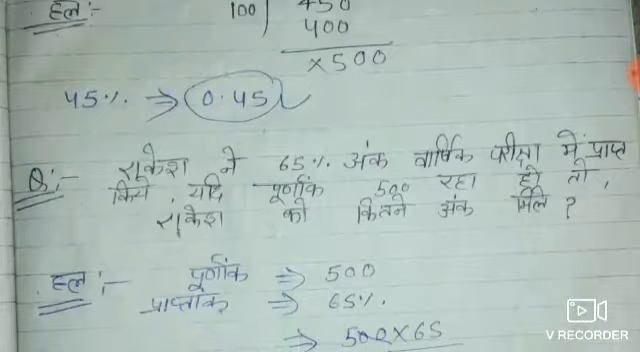 हल :-
100) 450
400
×500
45% ⇒ 0.45
Q:- राकेश ने 65% अंक वार्षिक परीक्षा में प्राप्त
किये, यदि पूर्णांक 500 रहा हो तो,
राकेश को कितने अंक मिले ?
हल :- पूर्णांक ⇒ 500
प्राप्तांक ⇒ 65%.
⇒ 500×65
V RECORDER